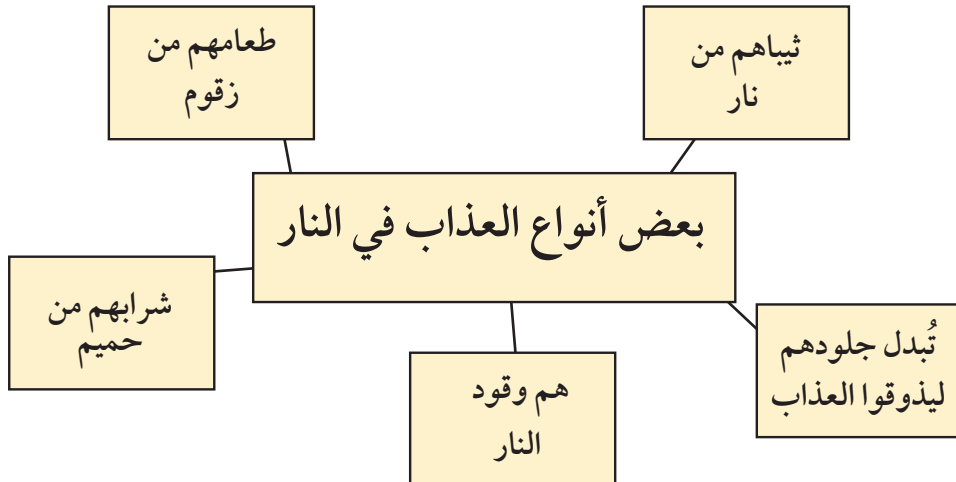 ثيباهم من
نار
طعامهم من
زقوم
بعض أنواع العذاب في النار
شرابهم من
حميم
تُبدل جلودهم
ليذوقوا العذاب
هم وقود
النار